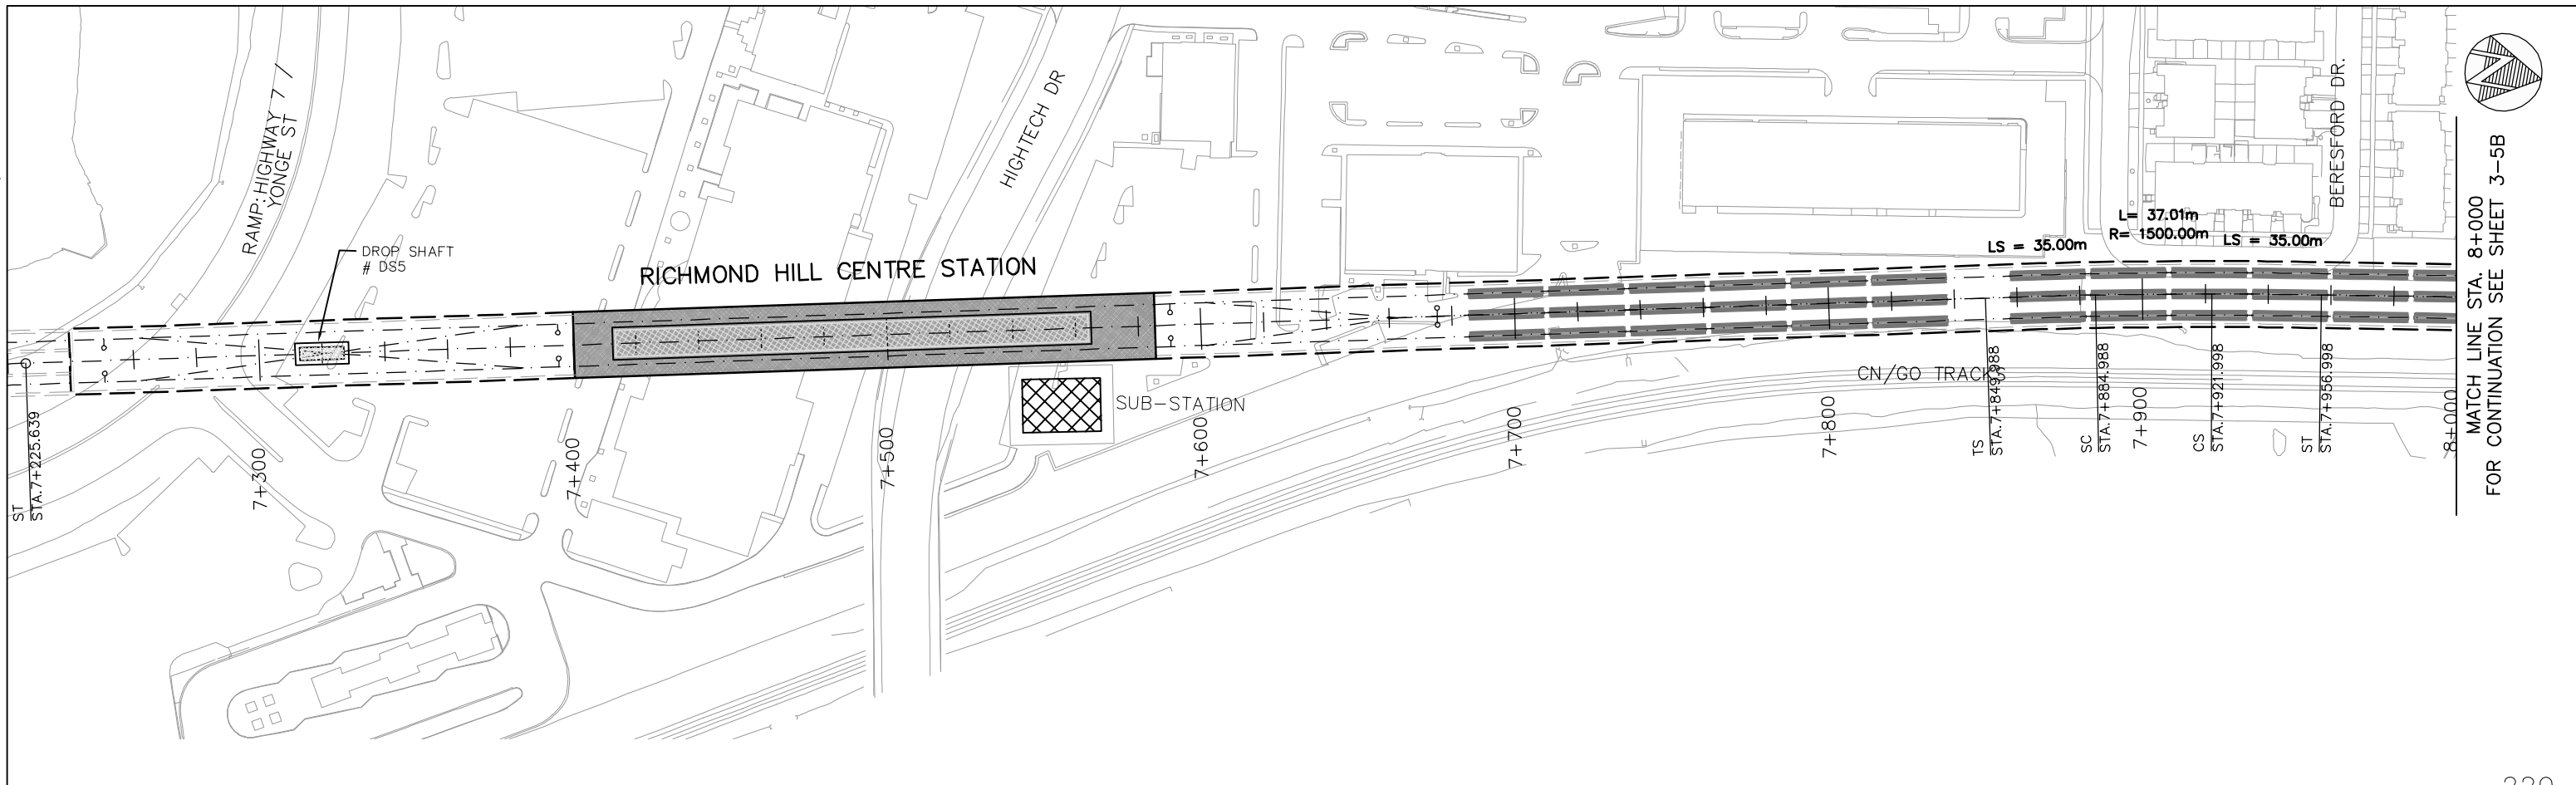 RAMP: HIGHWAY 7 /
YONGE ST
DROP SHAFT
# DS5
RICHMOND HILL CENTRE STATION
HIGHTECH DR
SUB-STATION
CN/GO TRACKS
BERESFORD DR.
LS = 35.00m
L= 37.01m
R= 1500.00m
LS = 35.00m
ST
STA.7+225.639
7+300
7+400
7+500
7+600
7+700
7+800
TS
STA.7+849.988
SC
STA.7+884.988
7+900
CS
STA.7+921.998
ST
STA.7+956.998
8+000
MATCH LINE STA. 8+000
FOR CONTINUATION SEE SHEET 3-5B